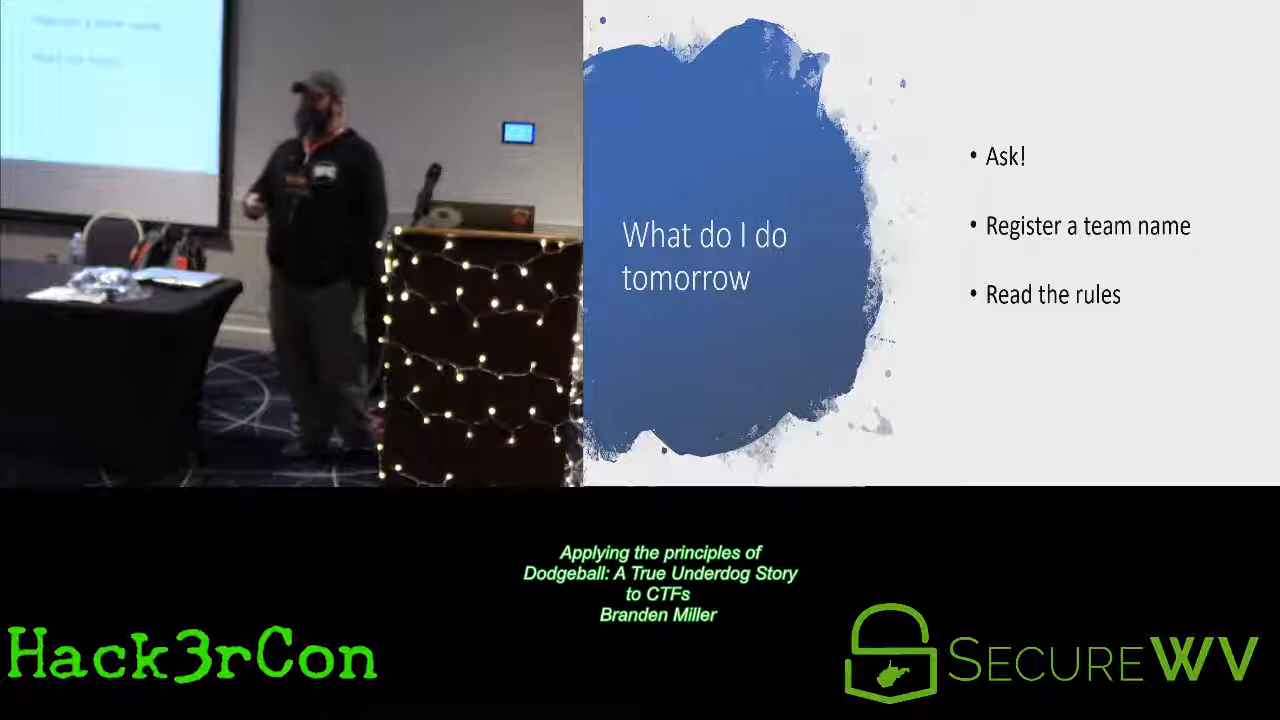 What do I do
tomorrow
• Ask!
• Register a team name
• Read the rules
Applying the principles of
Dodgeball: A True Underdog Story
to CTFs
Branden Miller
Hack3rCon
SECUREWV